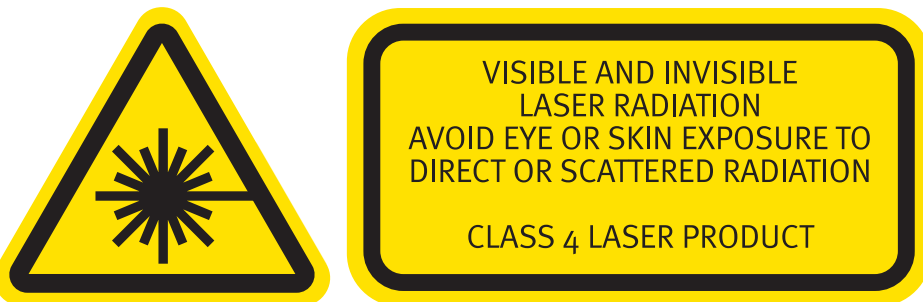 VISIBLE AND INVISIBLE
LASER RADIATION
AVOID EYE OR SKIN EXPOSURE TO
DIRECT OR SCATTERED RADIATION
CLASS 4 LASER PRODUCT